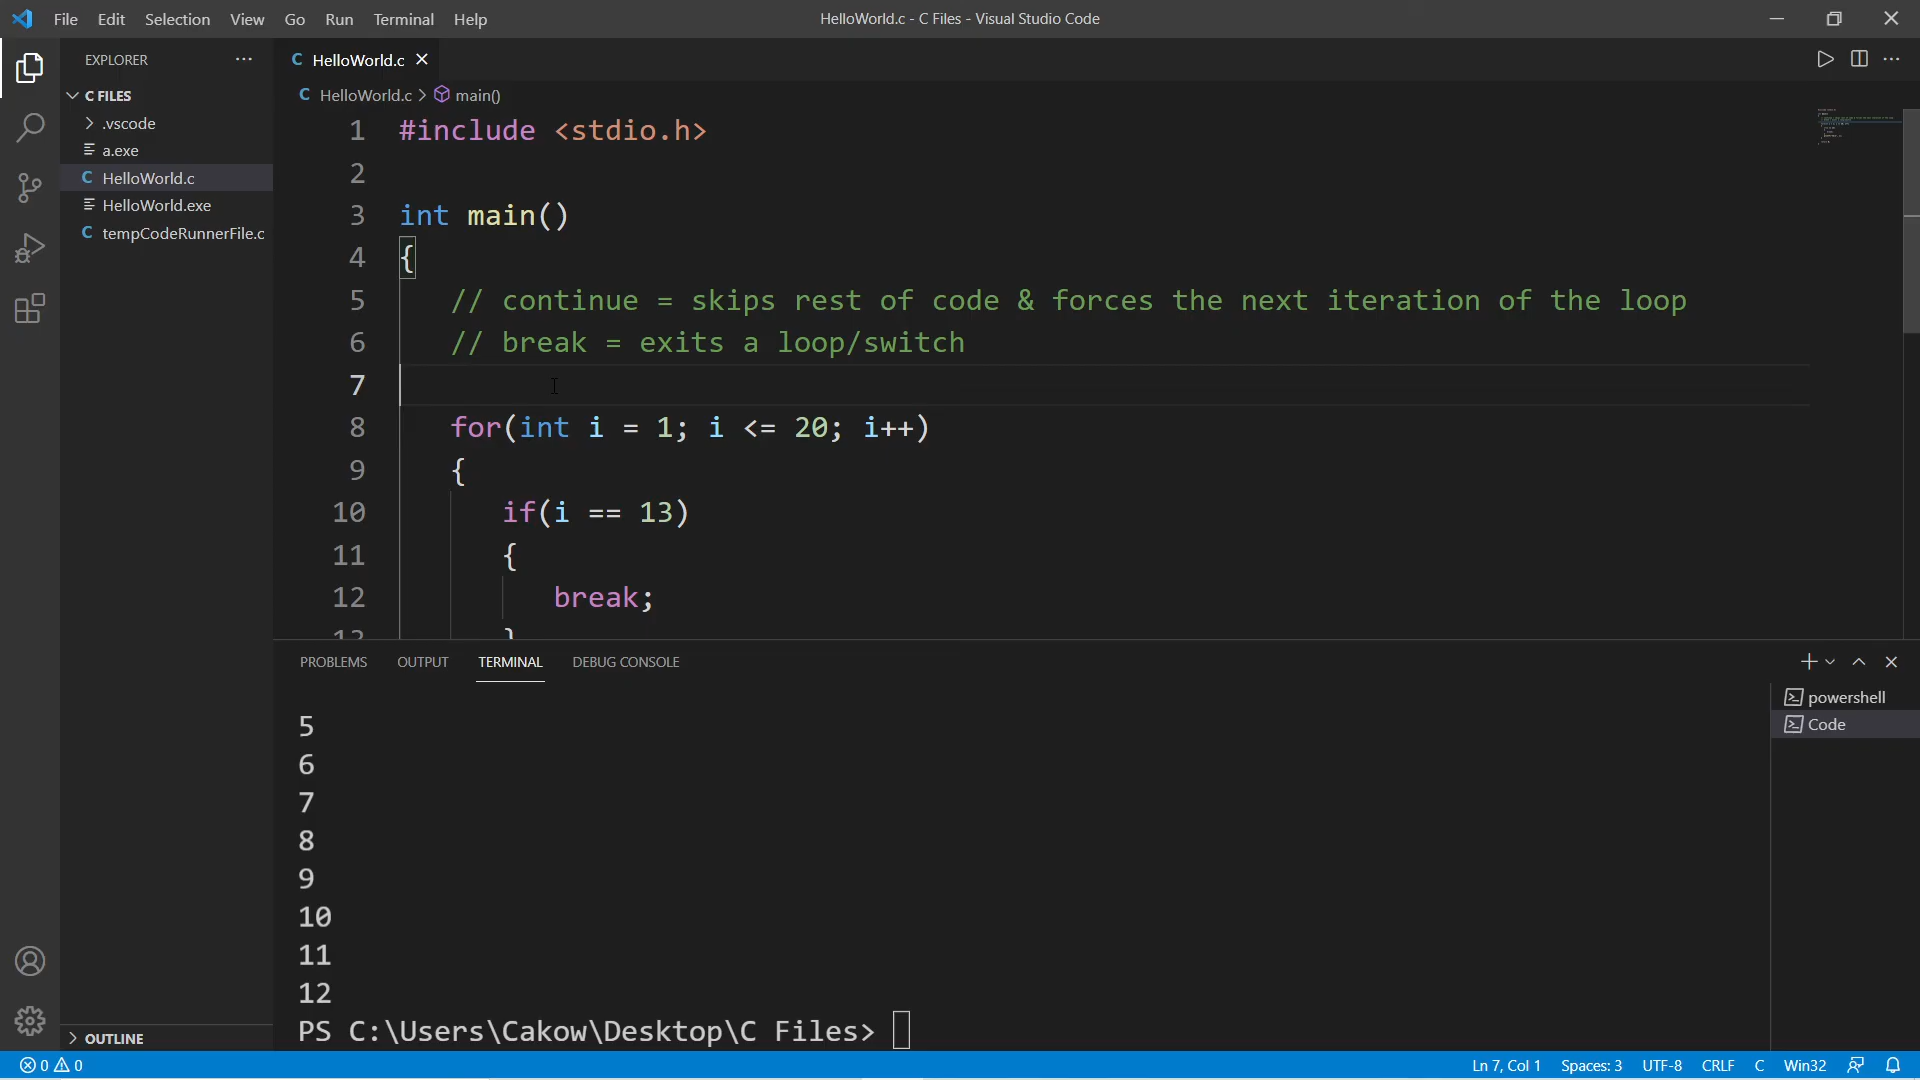 File Edit Selection View Go Run Terminal Help
HelloWorld.c - C Files - Visual Studio Code
EXPLORER
C FILES
.vscode
a.exe
HelloWorld.c
HelloWorld.exe
tempCodeRunnerFile.c
OUTLINE
HelloWorld.c
HelloWorld.c > main()
1 #include <stdio.h>
2
3 int main()
4 {
5 // continue = skips rest of code & forces the next iteration of the loop
6 // break = exits a loop/switch
7
8 for(int i = 1; i <= 20; i++)
9 {
10 if(i == 13)
11 {
12 break;
13 }
PROBLEMS OUTPUT TERMINAL DEBUG CONSOLE
5
6
7
8
9
10
11
12
PS C:\Users\Cakow\Desktop\C Files>
powershell
Code
0 0
Ln 7, Col 1 Spaces: 3 UTF-8 CRLF C Win32